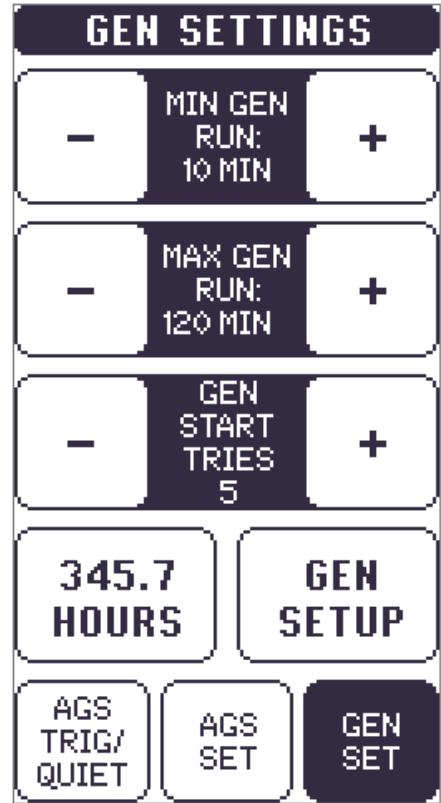 GEN SETTINGS
-
MIN GEN
RUN:
10 MIN
+
-
MAX GEN
RUN:
120 MIN
+
-
GEN
START
TRIES
5
+
345.7
HOURS
GEN
SETUP
AGS
TRIG/
QUIET
AGS
SET
GEN
SET